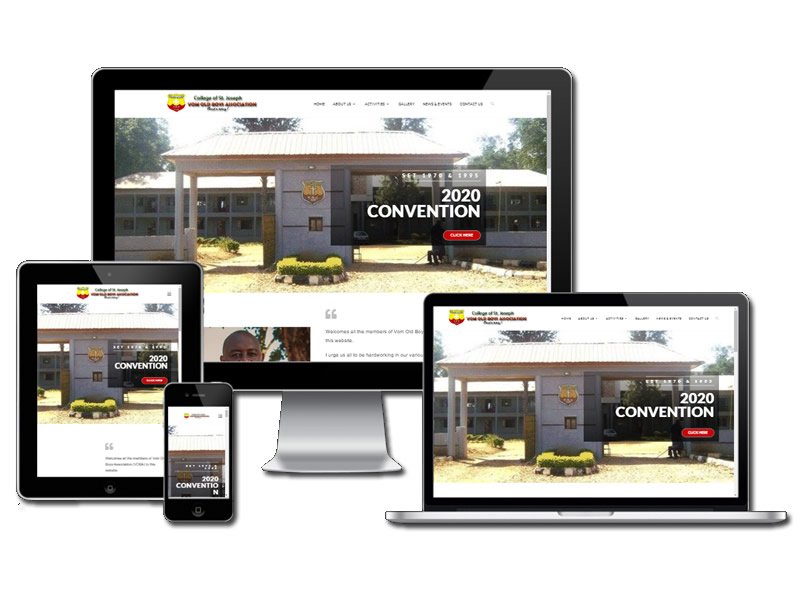 College of St. Joseph
VOM OLD BOYS ASSOCIATION
HOME ABOUT US ACTIVITIES GALLERY NEWS & EVENTS CONTACT US
SET 1970 & 1995
2020
CONVENTION
CLICK HERE
Welcomes all the members of Vom Old Boy
this website.
I urge us all to be hardworking in our variou
College of St. Joseph
VOM OLD BOYS ASSOCIATION
SET 1970 & 1995
2020
CONVENTION
CLICK HERE
Welcomes all the members of Vom Old
Boys Association (VOBA) to this
website.
2020
CONVENTIO
N
College of St. Joseph
VOM OLD BOYS ASSOCIATION
HOME ABOUT US ACTIVITIES GALLERY NEWS & EVENTS CONTACT US
SET 1970 & 1995
2020
CONVENTION
CLICK HERE